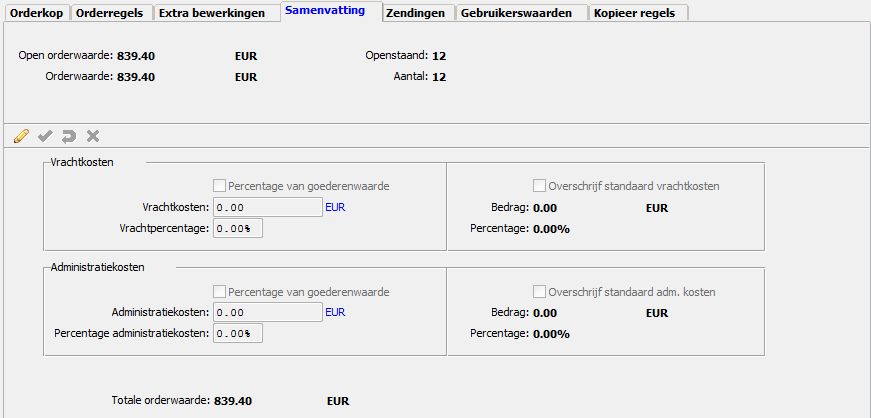 Orderkop Orderregels Extra bewerkingen Samenvatting Zendingen Gebruikerswaarden Kopieer regels
Open orderwaarde: 839.40 EUR Openstaand: 12
Orderwaarde: 839.40 EUR Aantal: 12
Vrachtkosten
Percentage van goederenwaarde Overschrijf standaard vrachtkosten
Vrachtkosten: 0.00 EUR Bedrag: 0.00 EUR
Vrachtpercentage: 0.00% Percentage: 0.00%
Administratiekosten
Percentage van goederenwaarde Overschrijf standaard adm. kosten
Administratiekosten: 0.00 EUR Bedrag: 0.00 EUR
Percentage administratiekosten: 0.00% Percentage: 0.00%
Totale orderwaarde: 839.40 EUR